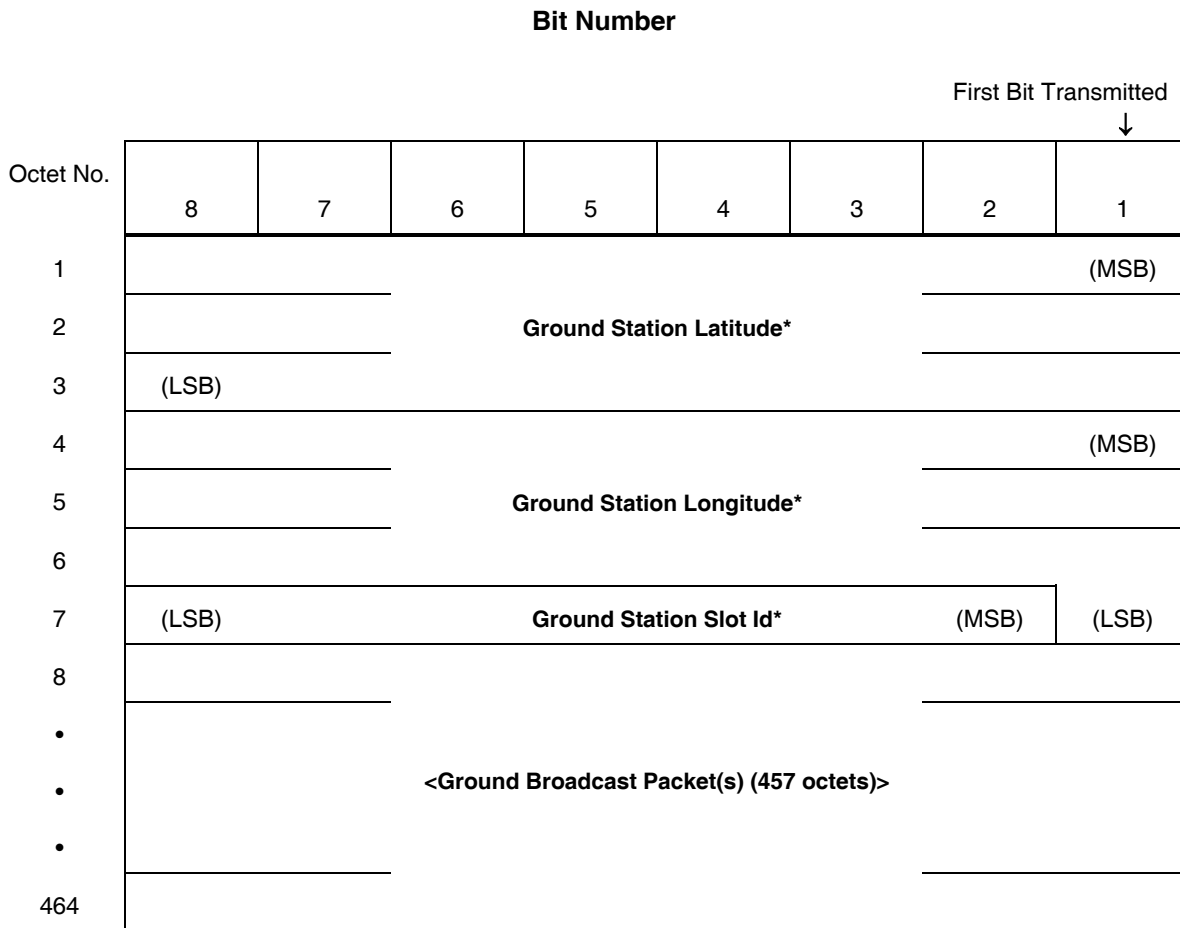 Bit Number
First Bit Transmitted
↓
Octet No.
8 7 6 5 4 3 2 1
1 (MSB)
2 Ground Station Latitude*
3 (LSB)
4 (MSB)
5 Ground Station Longitude*
6
7 (LSB) Ground Station Slot Id* (MSB) (LSB)
8
•
• <Ground Broadcast Packet(s) (457 octets)>
•
464